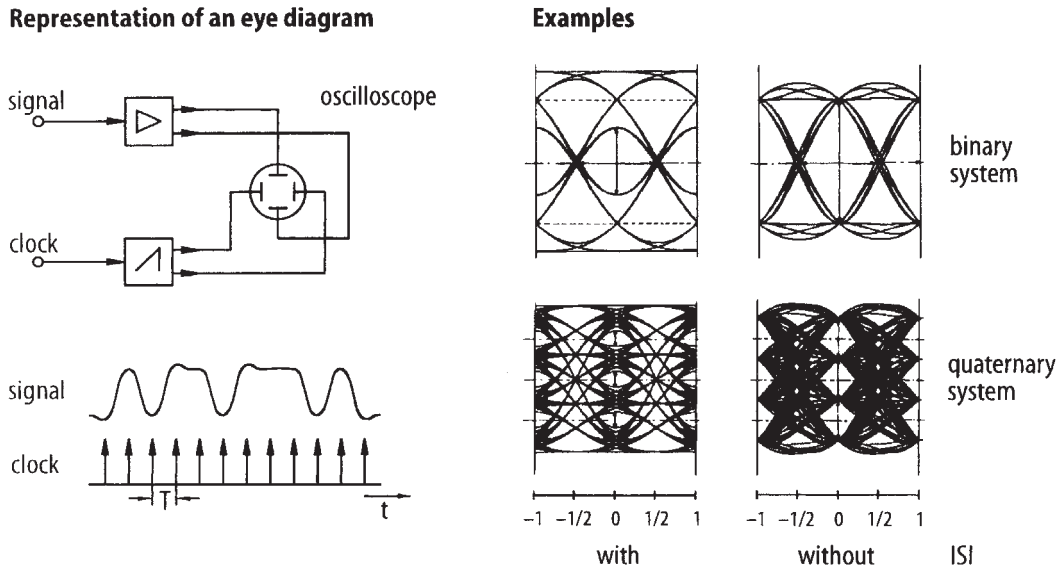 Representation of an eye diagram
signal
oscilloscope
clock
signal
clock
T
t
Examples
binary
system
quaternary
system
-1 -1/2 0 1/2 1
-1 -1/2 0 1/2 1
with
without
ISI